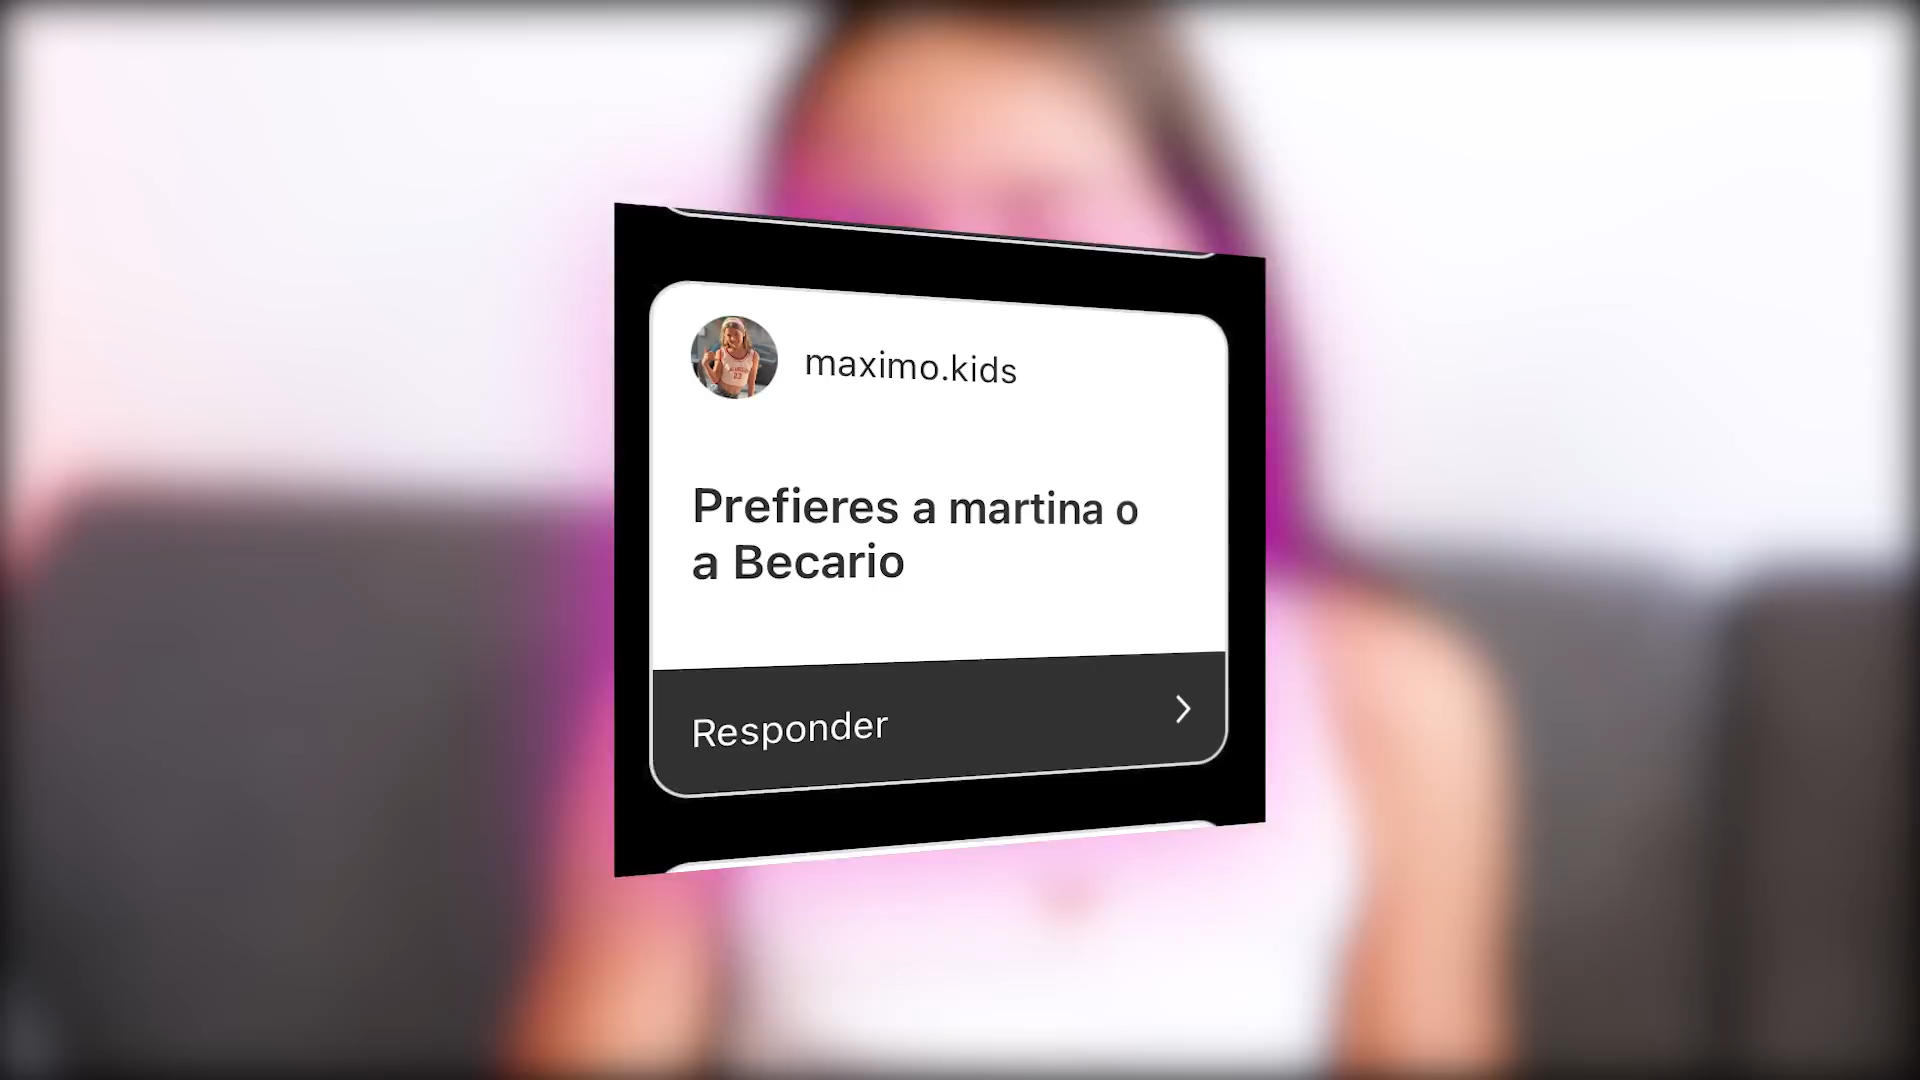 maximo.kids
Prefieres a martina o
a Becario
Responder